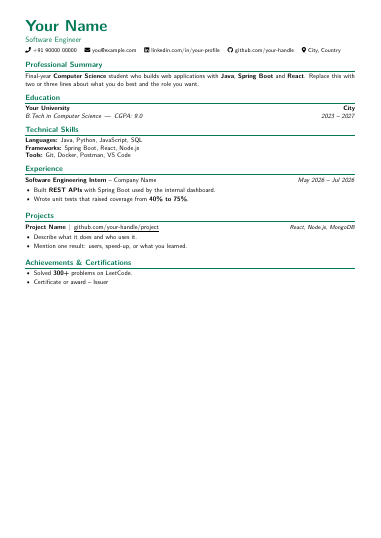 Your Name
Software Engineer
+91 90000 00000 you@example.com linkedin.com/in/your-profile github.com/your-handle City, Country
Professional Summary
Final-year Computer Science student who builds web applications with Java, Spring Boot and React. Replace this with
two or three lines about what you do best and the role you want.
Education
Your University City
B.Tech in Computer Science — CGPA: 9.0 2023 – 2027
Technical Skills
Languages: Java, Python, JavaScript, SQL
Frameworks: Spring Boot, React, Node.js
Tools: Git, Docker, Postman, VS Code
Experience
Software Engineering Intern – Company Name May 2026 – Jul 2026
• Built REST APIs with Spring Boot used by the internal dashboard.
• Wrote unit tests that raised coverage from 40% to 75%.
Projects
Project Name | github.com/your-handle/project React, Node.js, MongoDB
• Describe what it does and who uses it.
• Mention one result: users, speed-up, or what you learned.
Achievements & Certifications
• Solved 300+ problems on LeetCode.
• Certificate or award – Issuer